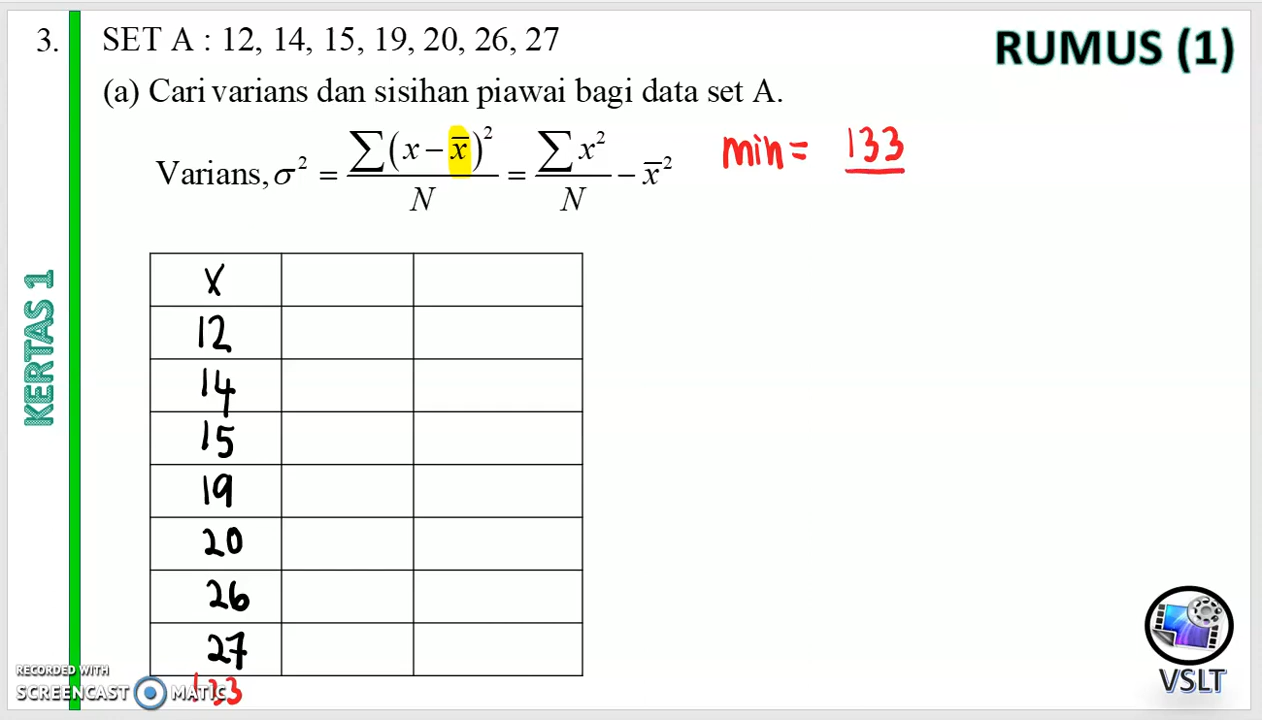 3. SET A : 12, 14, 15, 19, 20, 26, 27
RUMUS (1)
(a) Cari varians dan sisihan piawai bagi data set A.
Varians, σ² = ∑(x − x̄)² / N = ∑x² / N − x̄²
min = 133
KERTAS 1
X
12
14
15
19
20
26
27
133
RECORDED WITH
SCREENCAST MATIC
VSLT